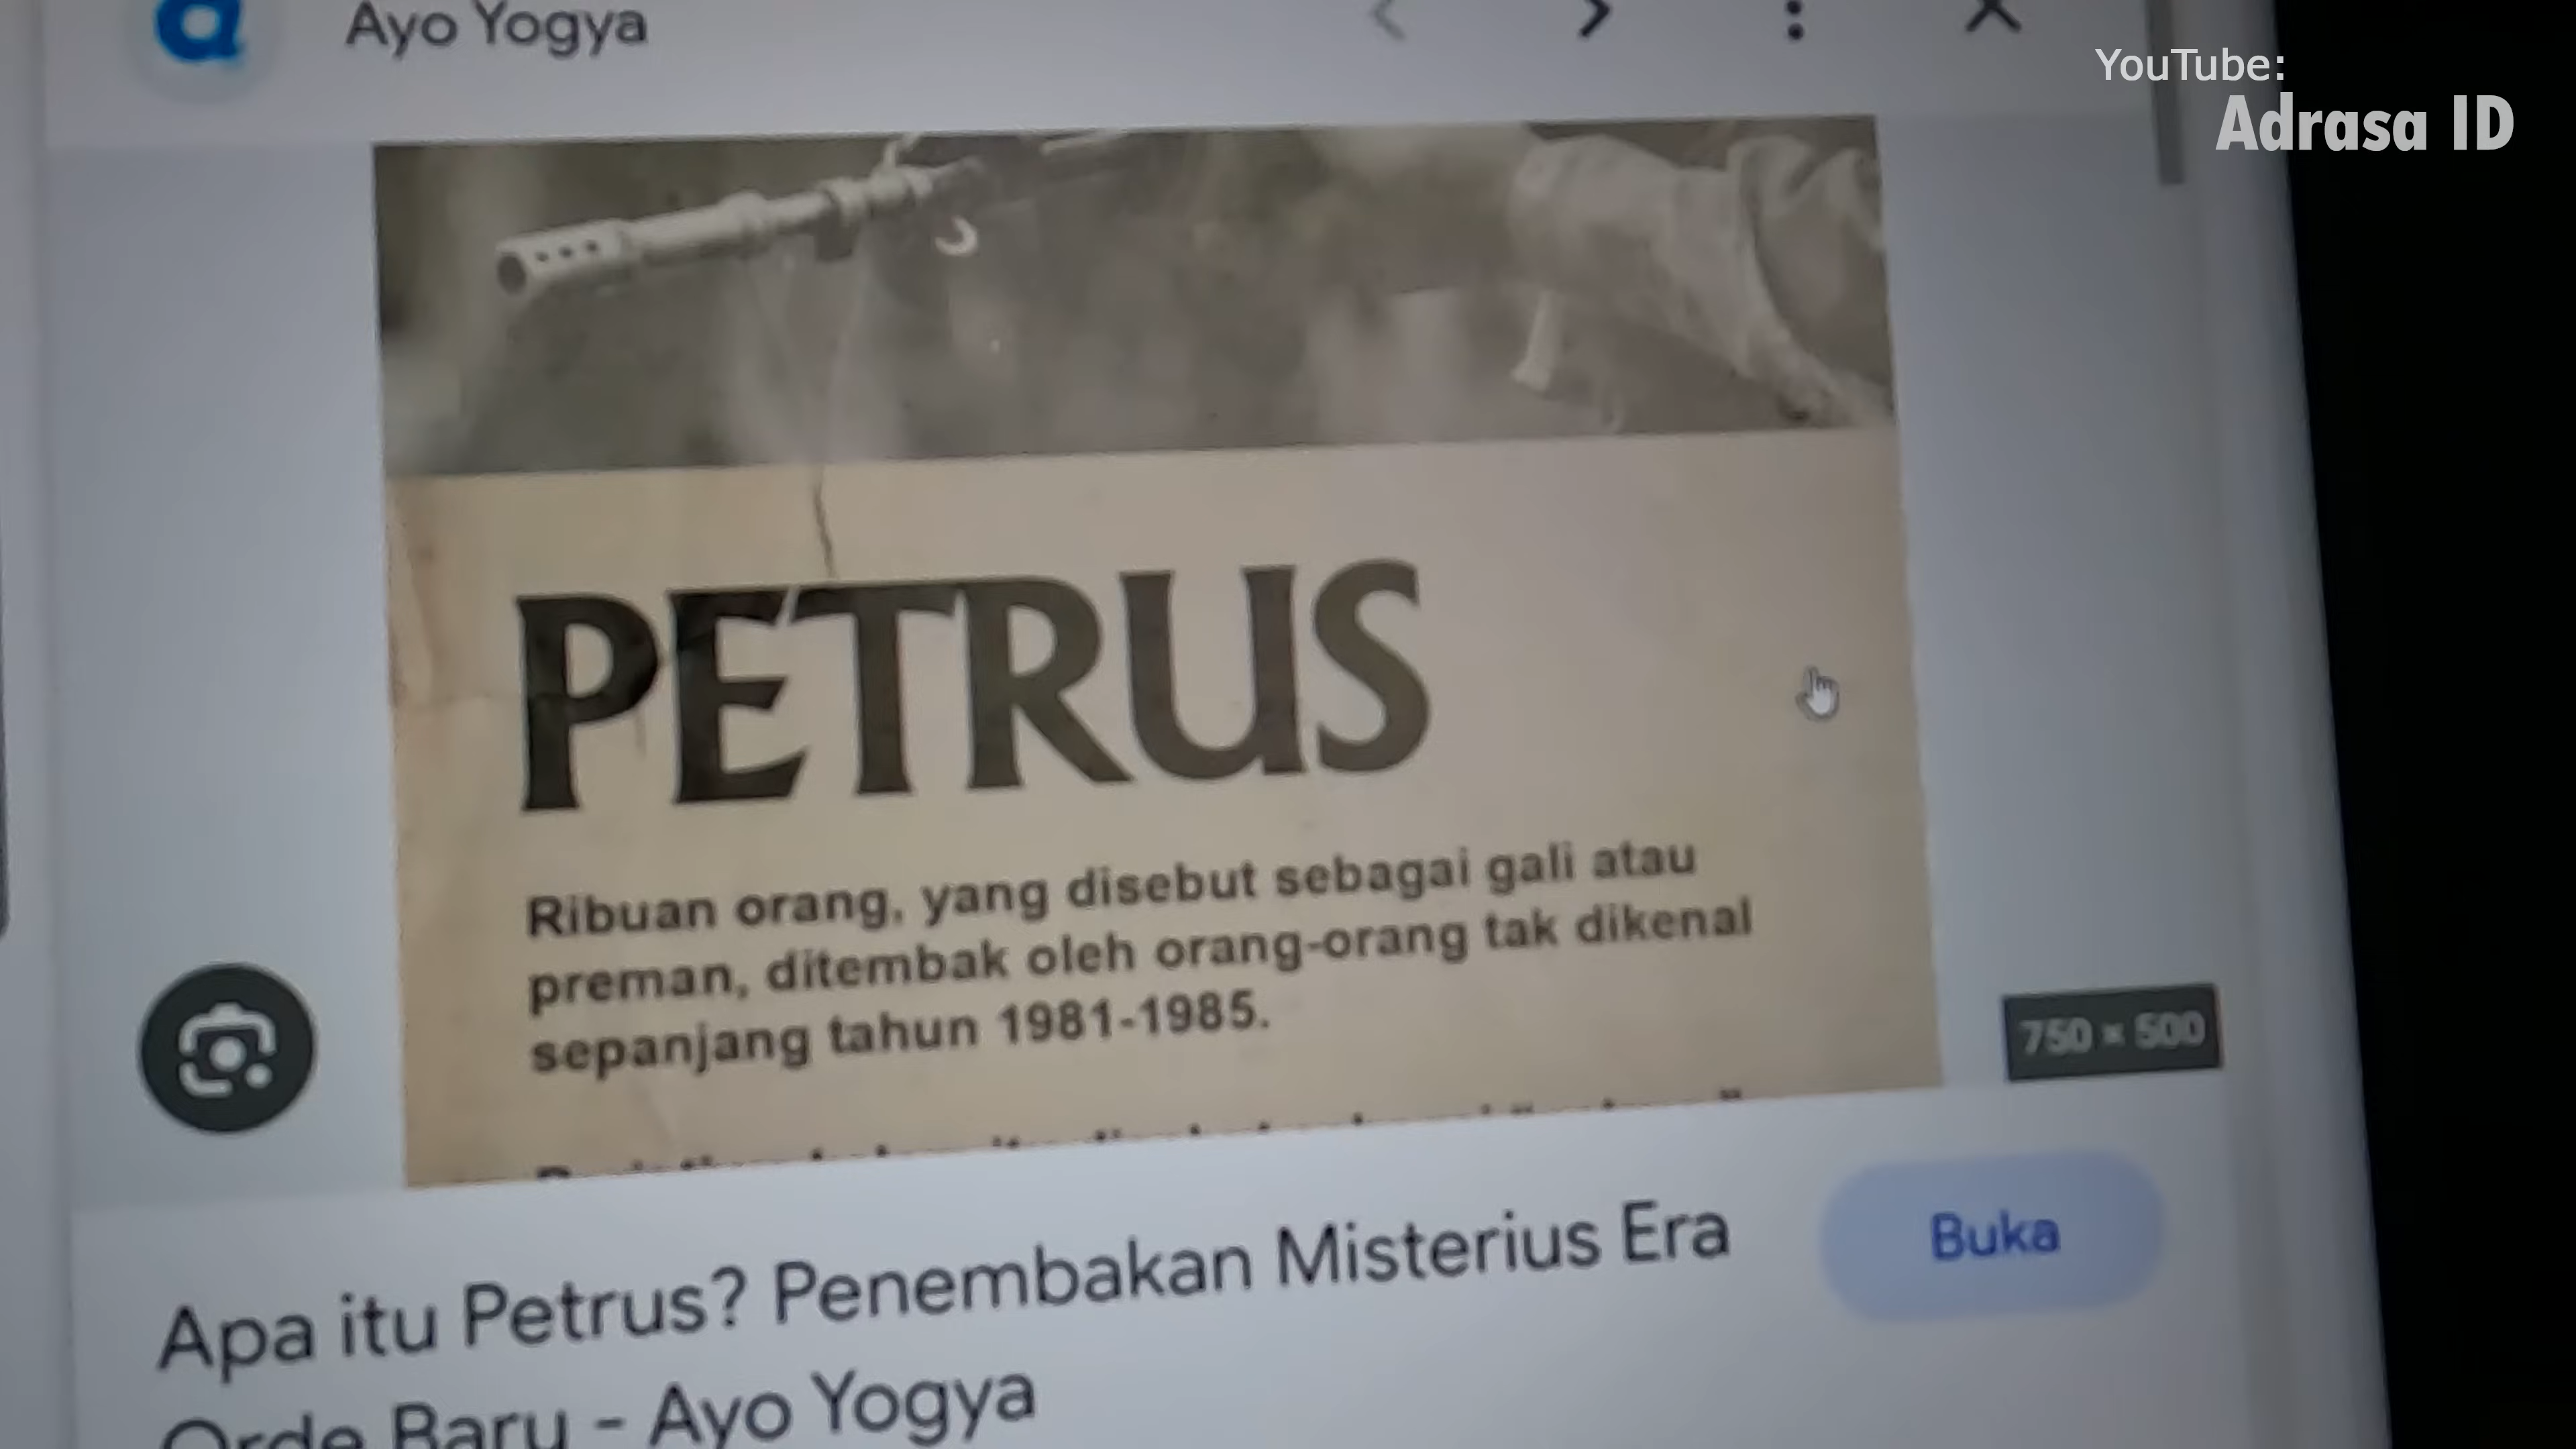 Ayo Yogya
YouTube:
Adrasa ID
PETRUS
Ribuan orang, yang disebut sebagai gali atau
preman, ditembak oleh orang-orang tak dikenal
sepanjang tahun 1981-1985.
750 × 500
Apa itu Petrus? Penembakan Misterius Era
Buka
Orde Baru - Ayo Yogya